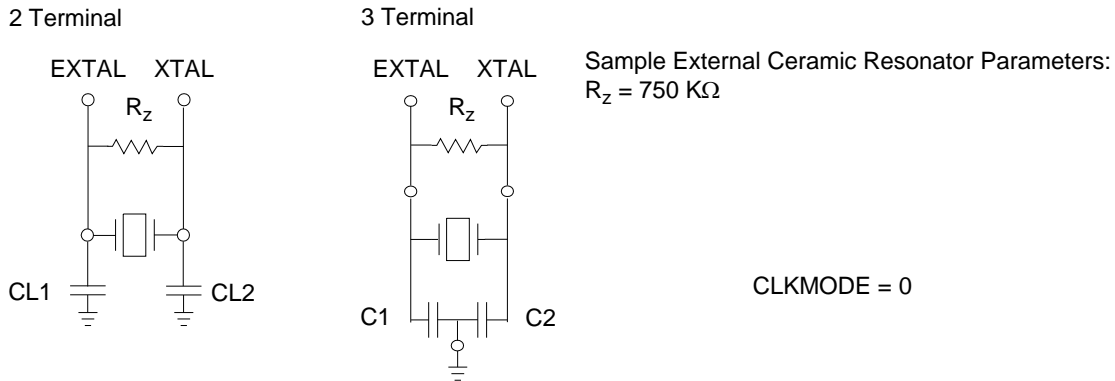 2 Terminal
3 Terminal
EXTAL XTAL
EXTAL XTAL
Sample External Ceramic Resonator Parameters:
Rz = 750 KΩ
Rz
Rz
CL1
CL2
C1
C2
CLKMODE = 0